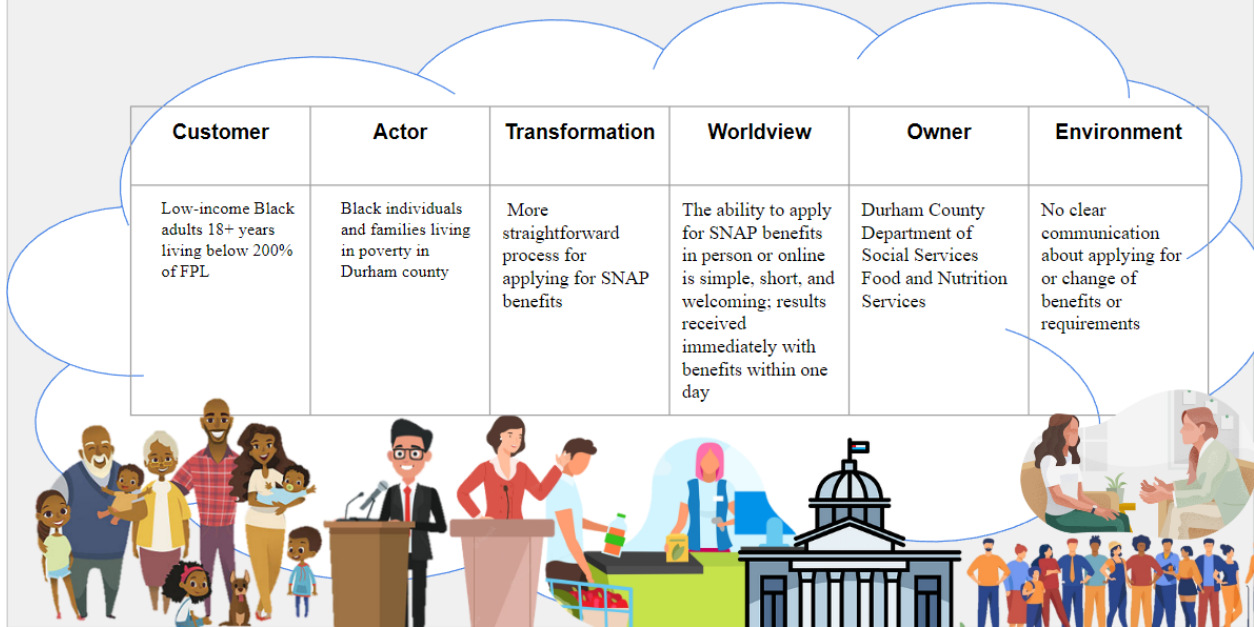 Customer
Actor
Transformation
Worldview
Owner
Environment
Low-income Black
adults 18+ years
living below 200%
of FPL
Black individuals
and families living
in poverty in
Durham county
More
straightforward
process for
applying for SNAP
benefits
The ability to apply
for SNAP benefits
in person or online
is simple, short, and
welcoming; results
received
immediately with
benefits within one
day
Durham County
Department of
Social Services
Food and Nutrition
Services
No clear
communication
about applying for
or change of
benefits or
requirements